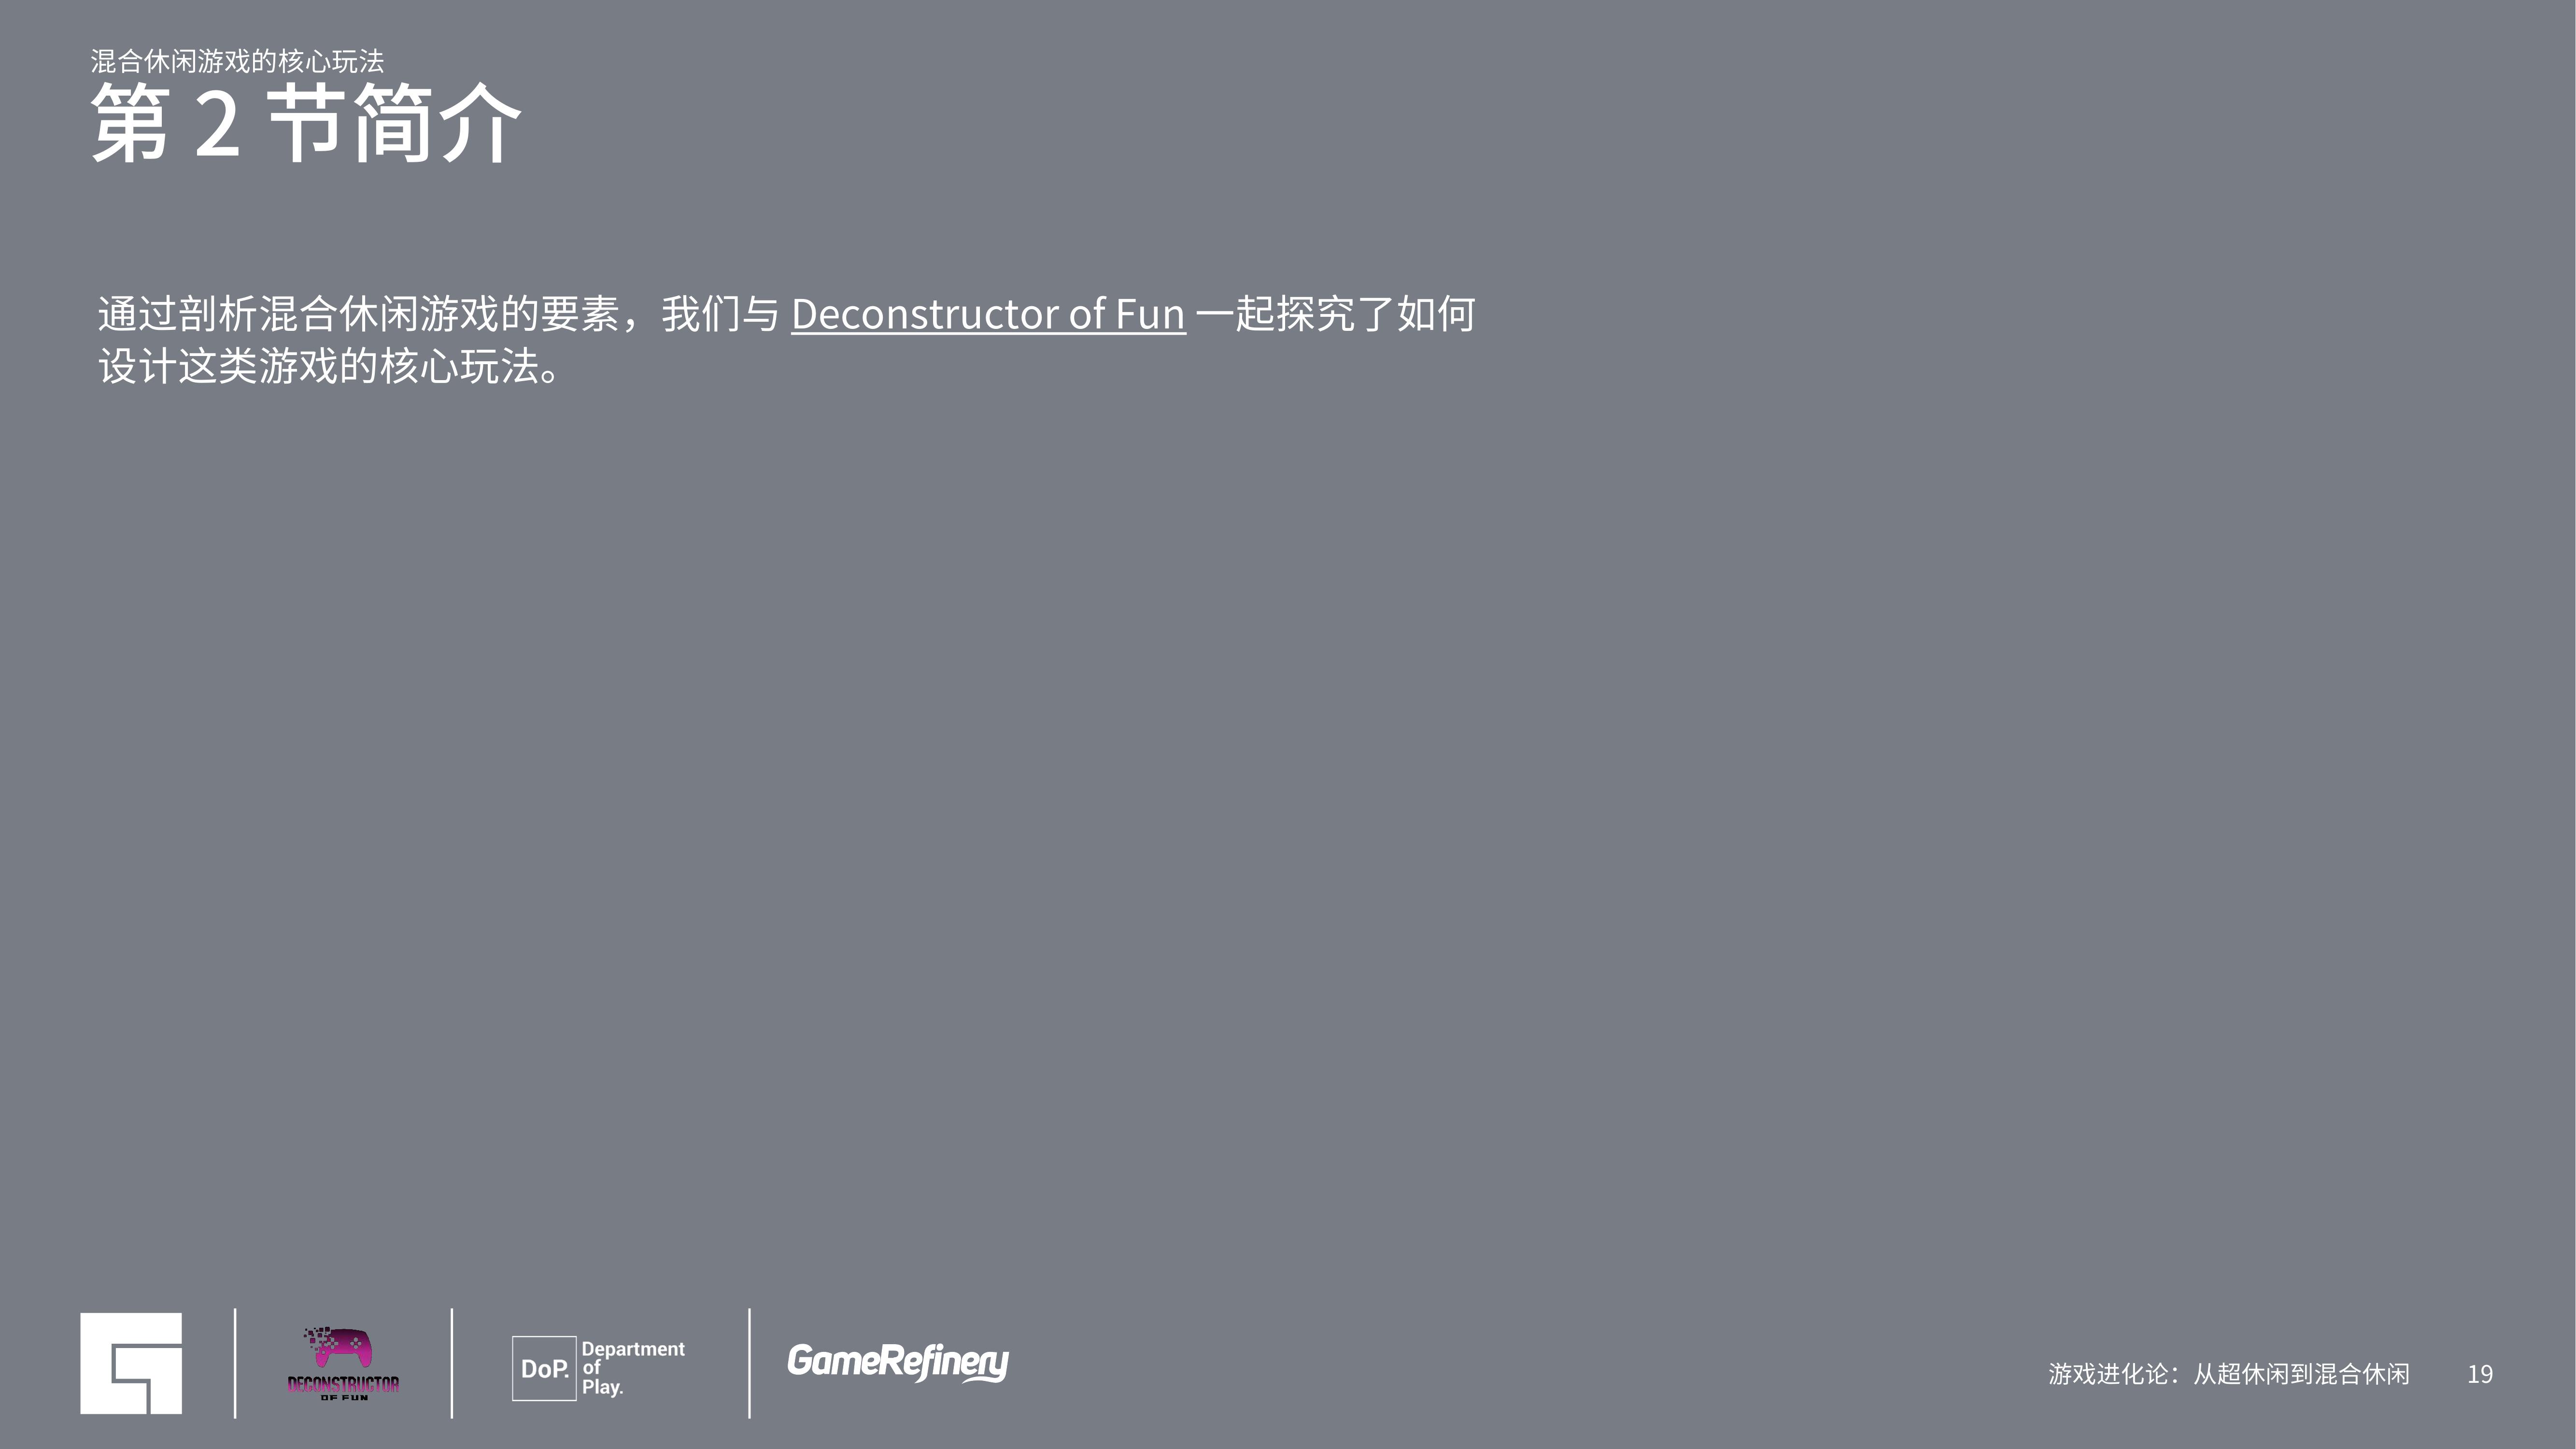 混合休闲游戏的核心玩法
第 2 节简介
通过剖析混合休闲游戏的要素，我们与 Deconstructor of Fun 一起探究了如何
设计这类游戏的核心玩法。
DECONSTRUCTOR
OF FUN
DoP.
Department
of
Play.
GameRefinery
游戏进化论：从超休闲到混合休闲 19